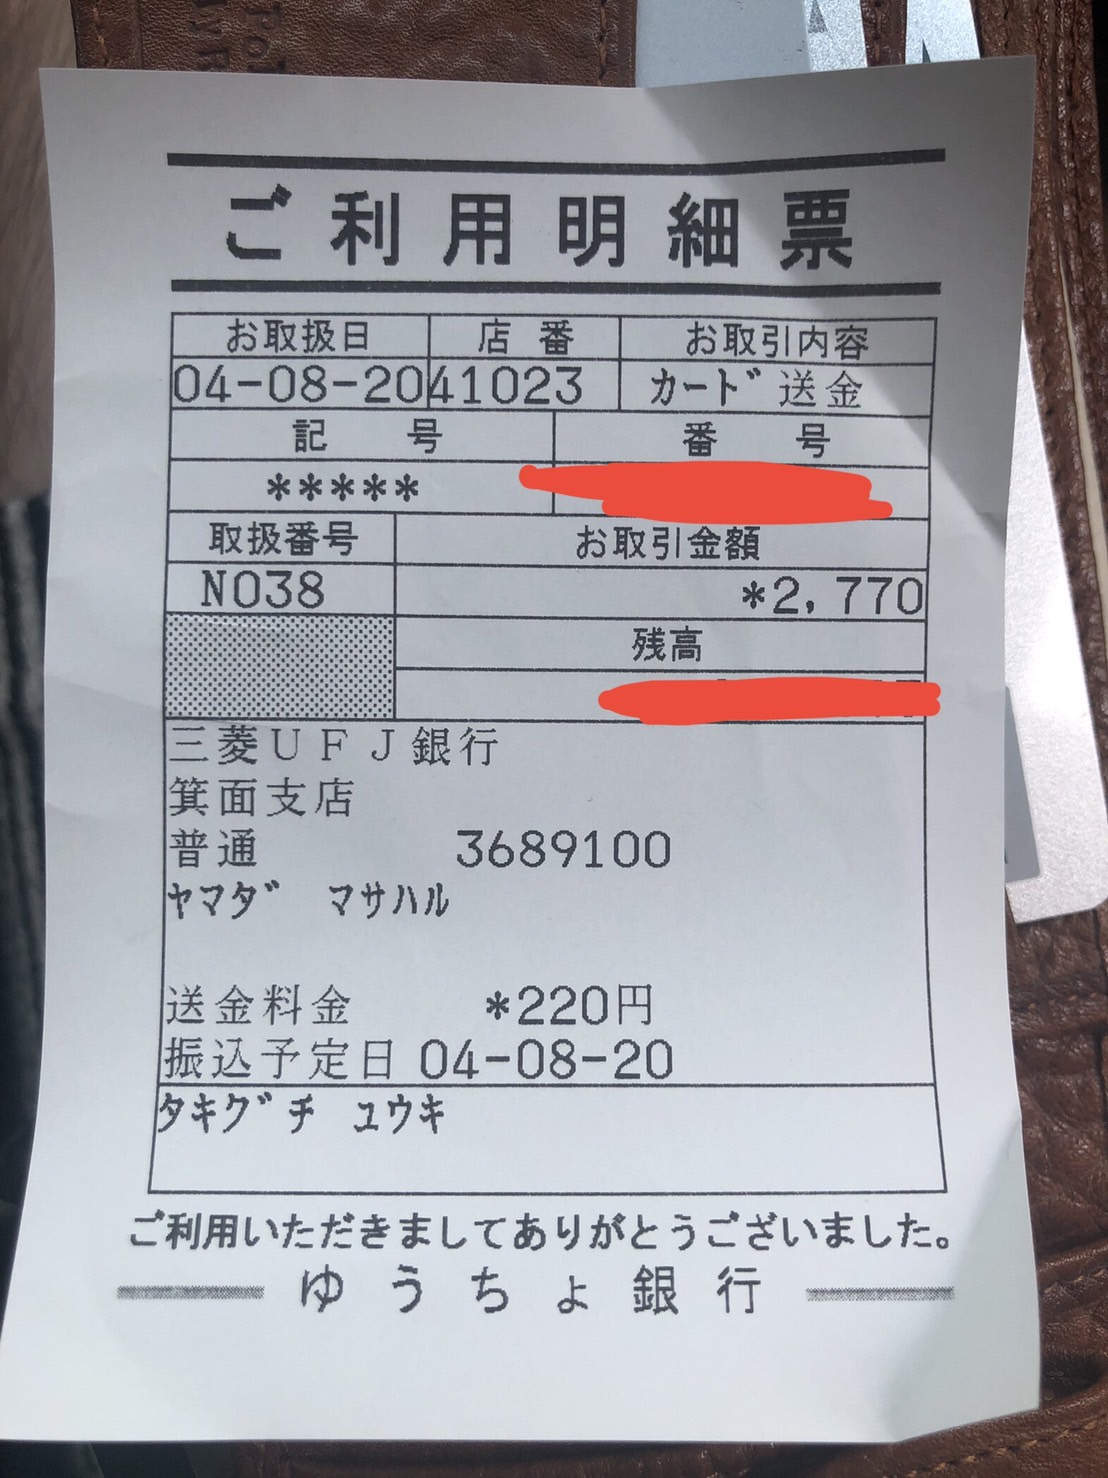 ご利用明細票
お取扱日 店番 お取引内容
04-08-20 41023 カード送金
記号 番号
*****
取扱番号 お取引金額
N038 *2,770
残高
三菱UFJ銀行
箕面支店
普通 3689100
ヤマダ マサハル
送金料金 *220円
振込予定日 04-08-20
タキグチ ユウキ
ご利用いただきましてありがとうございました。
ゆうちょ銀行